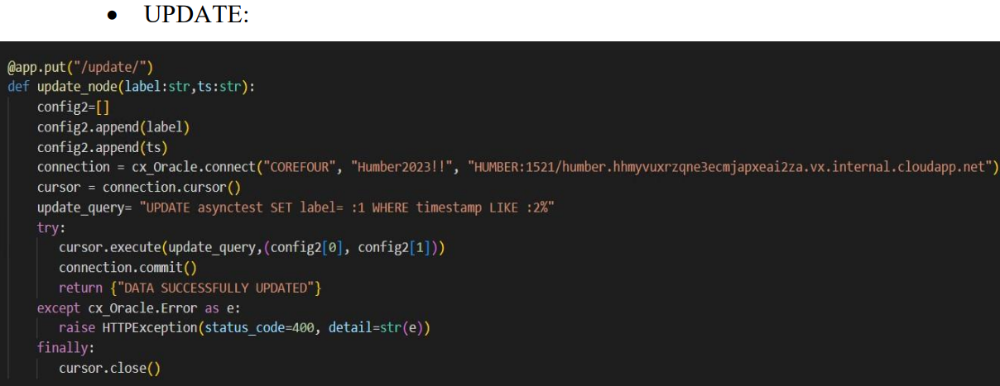 • UPDATE:
@app.put("/update/")
def update_node(label:str,ts:str):
    config2=[]
    config2.append(label)
    config2.append(ts)
    connection = cx_Oracle.connect("COREFOUR", "Humber2023!!", "HUMBER:1521/humber.hhmyvuxrzqne3ecmjapxeai2za.vx.internal.cloudapp.net")
    cursor = connection.cursor()
    update_query= "UPDATE asynctest SET label= :1 WHERE timestamp LIKE :2%"
    try:
        cursor.execute(update_query,(config2[0], config2[1]))
        connection.commit()
        return {"DATA SUCCESSFULLY UPDATED"}
    except cx_Oracle.Error as e:
        raise HTTPException(status_code=400, detail=str(e))
    finally:
        cursor.close()